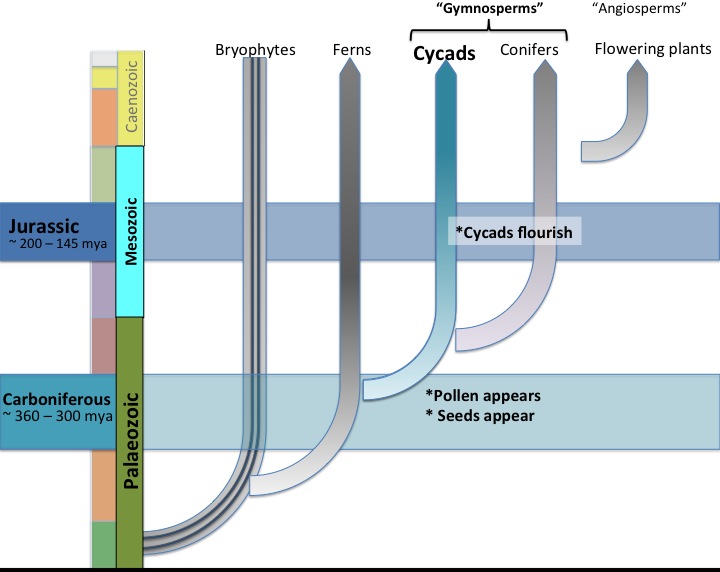 “Gymnosperms”
“Angiosperms”
Bryophytes
Ferns
Cycads
Conifers
Flowering plants
Caenozoic
Mesozoic
Palaeozoic
Jurassic
~ 200 – 145 mya
*Cycads flourish
Carboniferous
~ 360 – 300 mya
*Pollen appears
* Seeds appear